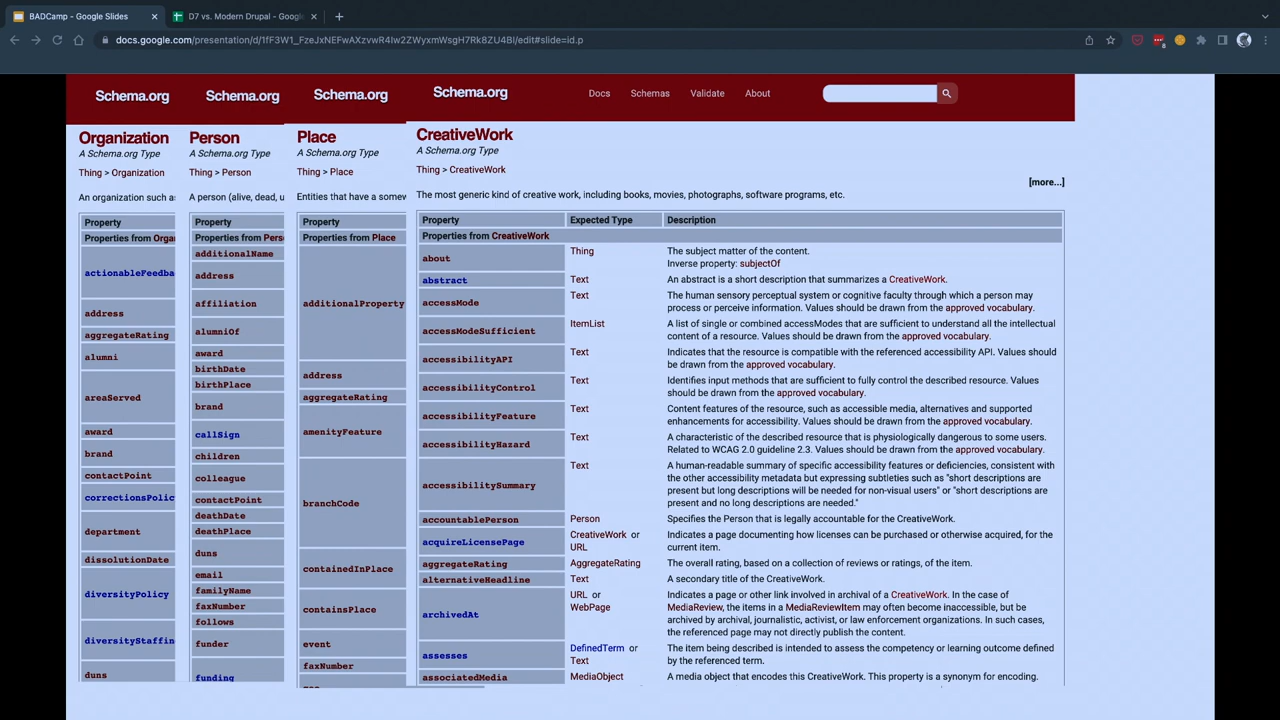 BADCamp - Google Slides
D7 vs. Modern Drupal - Google
docs.google.com/presentation/d/1fF3W1_FzeJxNEFwAXzvwR4Iw2ZWyxmWsgH7Rk8ZU4BI/edit#slide=id.p
Schema.org
Organization
A Schema.org Type
Thing > Organization
An organization such as
Property
Properties from Orga
actionableFeedba
address
aggregateRating
alumni
areaServed
award
brand
contactPoint
correctionsPolic
department
dissolutionDate
diversityPolicy
diversityStaffin
duns
Schema.org
Person
A Schema.org Type
Thing > Person
A person (alive, dead, u
Property
Properties from Pers
additionalName
address
affiliation
alumniOf
award
birthDate
birthPlace
brand
callSign
children
colleague
contactPoint
deathDate
deathPlace
duns
email
familyName
faxNumber
follows
funder
funding
Schema.org
Place
A Schema.org Type
Thing > Place
Entities that have a somew
Property
Properties from Place
additionalProperty
address
aggregateRating
amenityFeature
branchCode
containedInPlace
containsPlace
event
faxNumber
Schema.org
Docs Schemas Validate About
CreativeWork
A Schema.org Type
Thing > CreativeWork
[more...]
The most generic kind of creative work, including books, movies, photographs, software programs, etc.
Property Expected Type Description
Properties from CreativeWork
about Thing The subject matter of the content.
Inverse property: subjectOf
abstract Text An abstract is a short description that summarizes a CreativeWork.
accessMode Text The human sensory perceptual system or cognitive faculty through which a person may
process or perceive information. Values should be drawn from the approved vocabulary.
accessModeSufficient ItemList A list of single or combined accessModes that are sufficient to understand all the intellectual
content of a resource. Values should be drawn from the approved vocabulary.
accessibilityAPI Text Indicates that the resource is compatible with the referenced accessibility API. Values should
be drawn from the approved vocabulary.
accessibilityControl Text Identifies input methods that are sufficient to fully control the described resource. Values
should be drawn from the approved vocabulary.
accessibilityFeature Text Content features of the resource, such as accessible media, alternatives and supported
enhancements for accessibility. Values should be drawn from the approved vocabulary.
accessibilityHazard Text A characteristic of the described resource that is physiologically dangerous to some users.
Related to WCAG 2.0 guideline 2.3. Values should be drawn from the approved vocabulary.
accessibilitySummary Text A human-readable summary of specific accessibility features or deficiencies, consistent with
the other accessibility metadata but expressing subtleties such as "short descriptions are
present but long descriptions will be needed for non-visual users" or "short descriptions are
present and no long descriptions are needed."
accountablePerson Person Specifies the Person that is legally accountable for the CreativeWork.
acquireLicensePage CreativeWork or Indicates a page documenting how licenses can be purchased or otherwise acquired, for the
URL current item.
aggregateRating AggregateRating The overall rating, based on a collection of reviews or ratings, of the item.
alternativeHeadline Text A secondary title of the CreativeWork.
archivedAt URL or Indicates a page or other link involved in archival of a CreativeWork. In the case of
WebPage MediaReview, the items in a MediaReviewItem may often become inaccessible, but be
archived by archival, journalistic, activist, or law enforcement organizations. In such cases,
the referenced page may not directly publish the content.
assesses DefinedTerm or The item being described is intended to assess the competency or learning outcome defined
Text by the referenced term.
associatedMedia MediaObject A media object that encodes this CreativeWork. This property is a synonym for encoding.